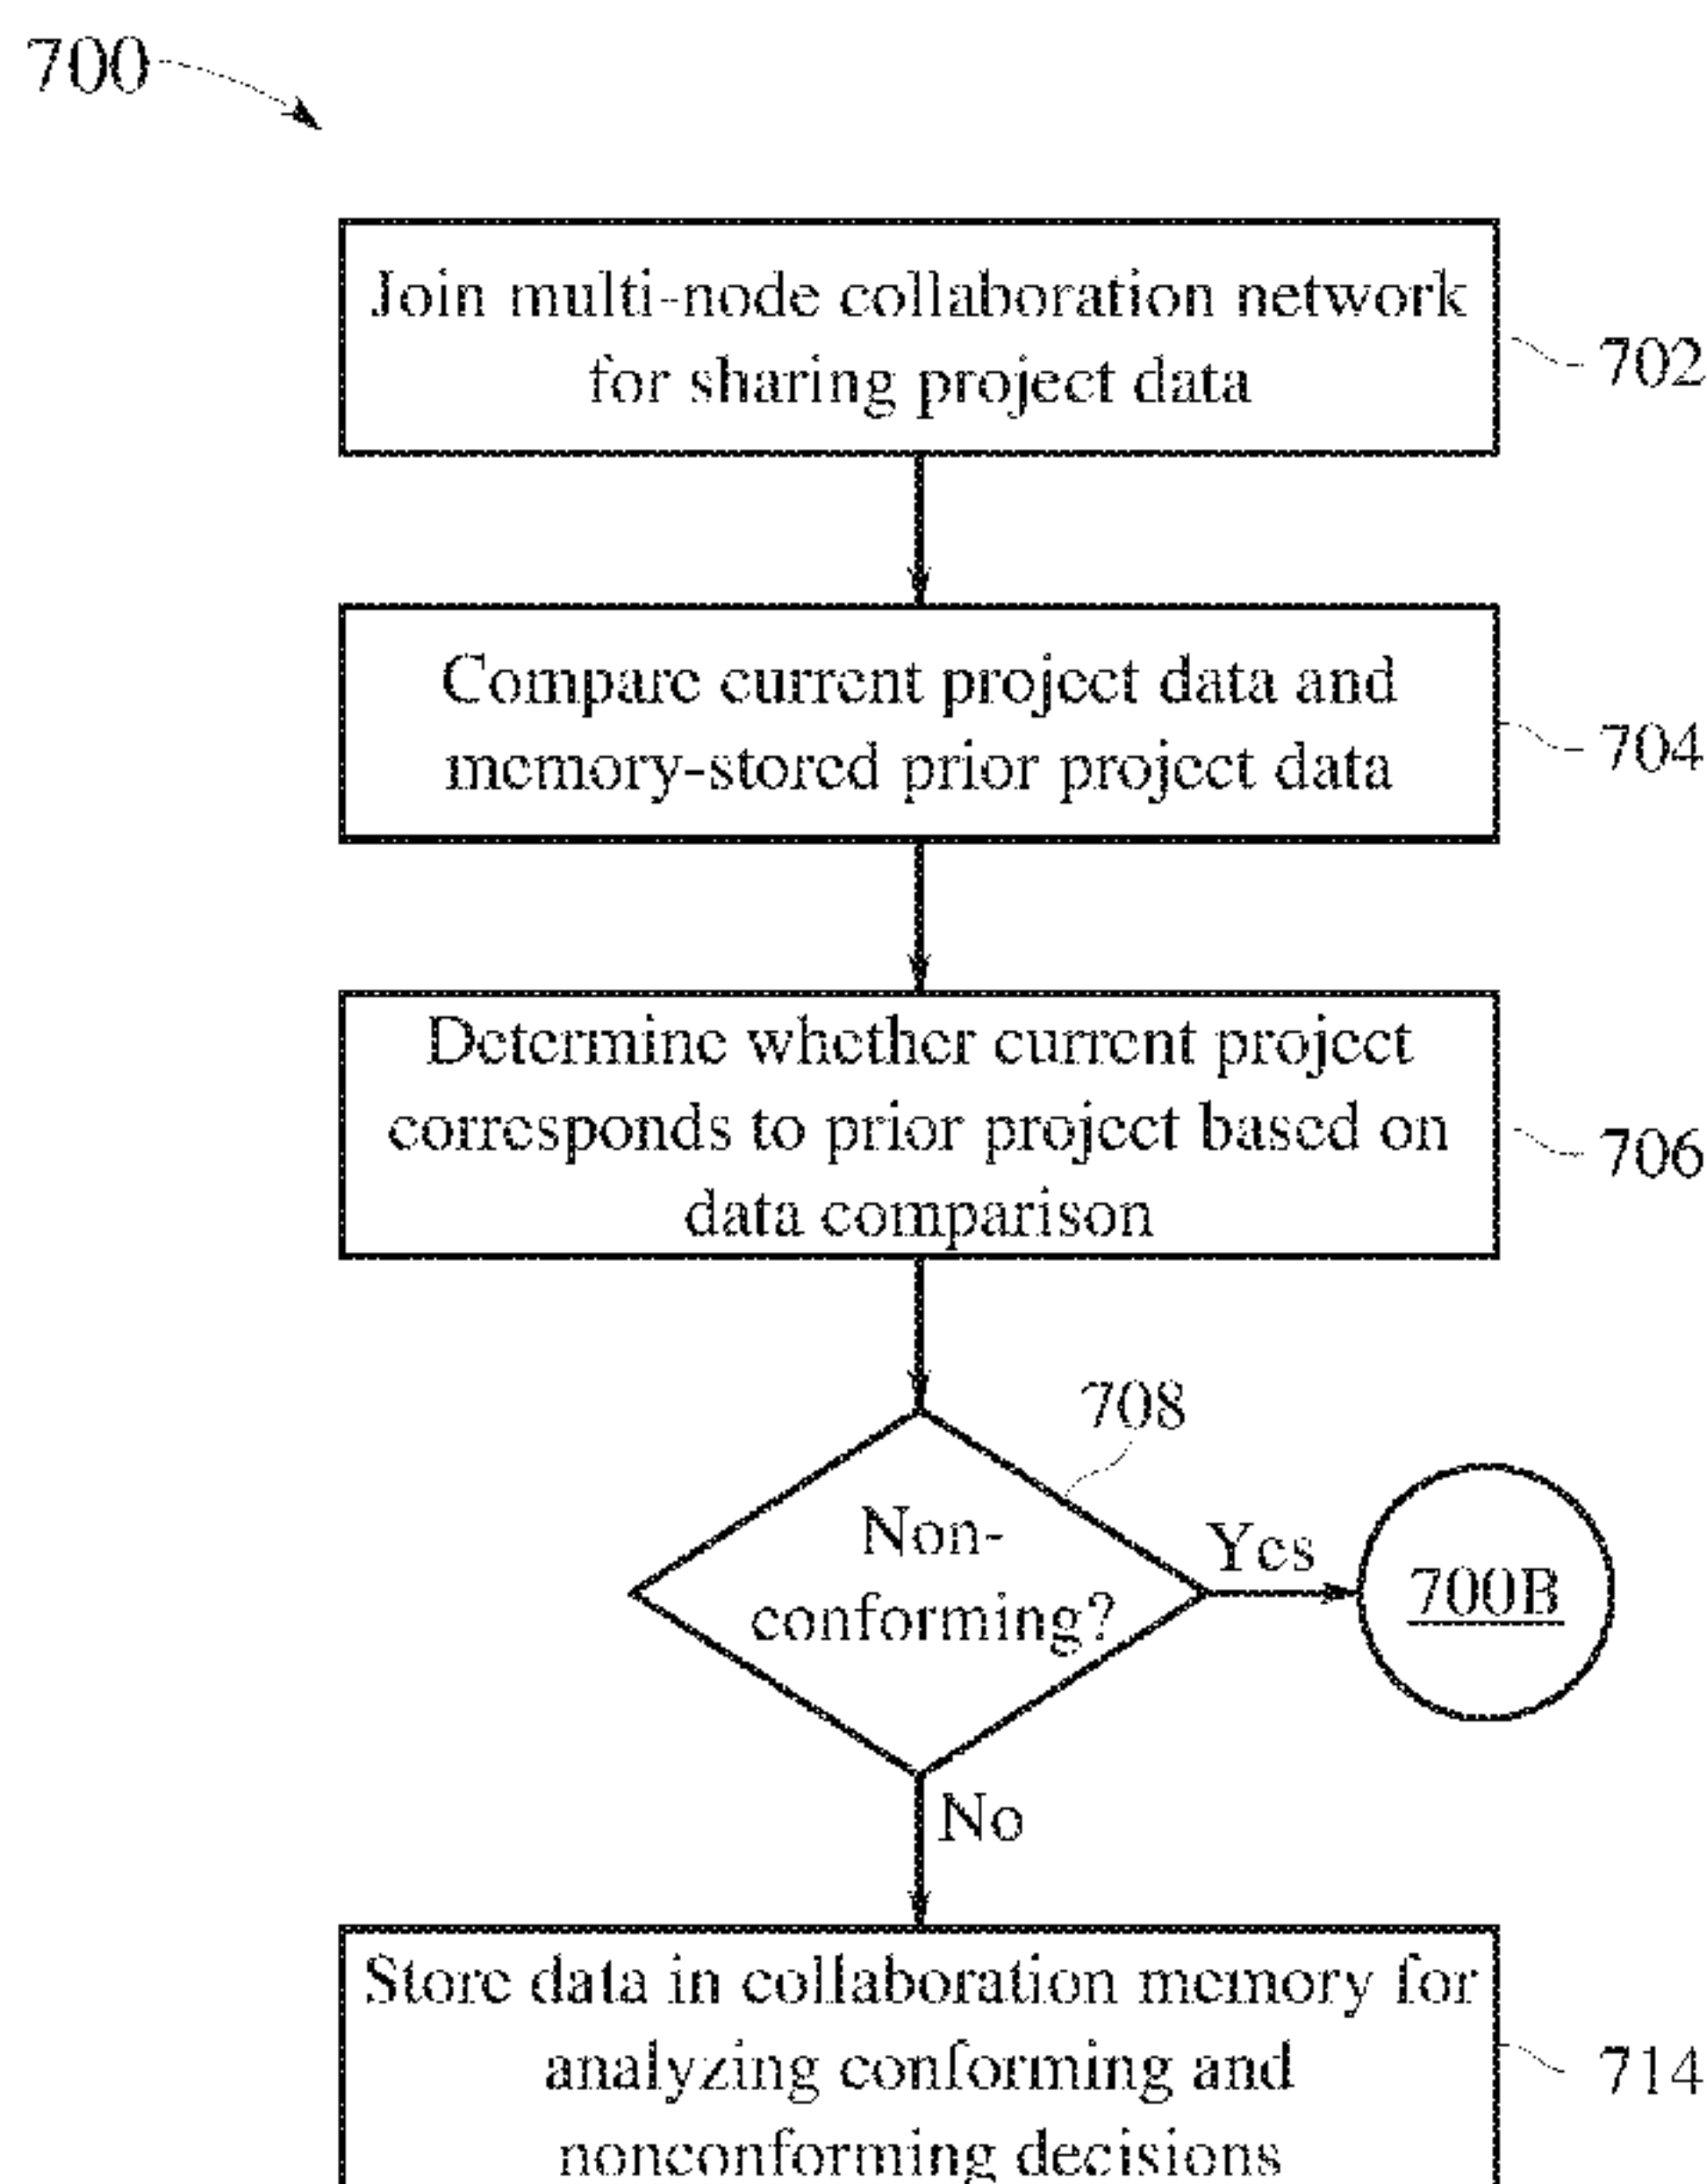 700
Join multi-node collaboration network
for sharing project data
702
Compare current project data and
memory-stored prior project data
704
Determine whether current project
corresponds to prior project based on
data comparison
706
708
Non-
conforming?
Yes
700B
No
Store data in collaboration memory for
analyzing conforming and
nonconforming decisions
714